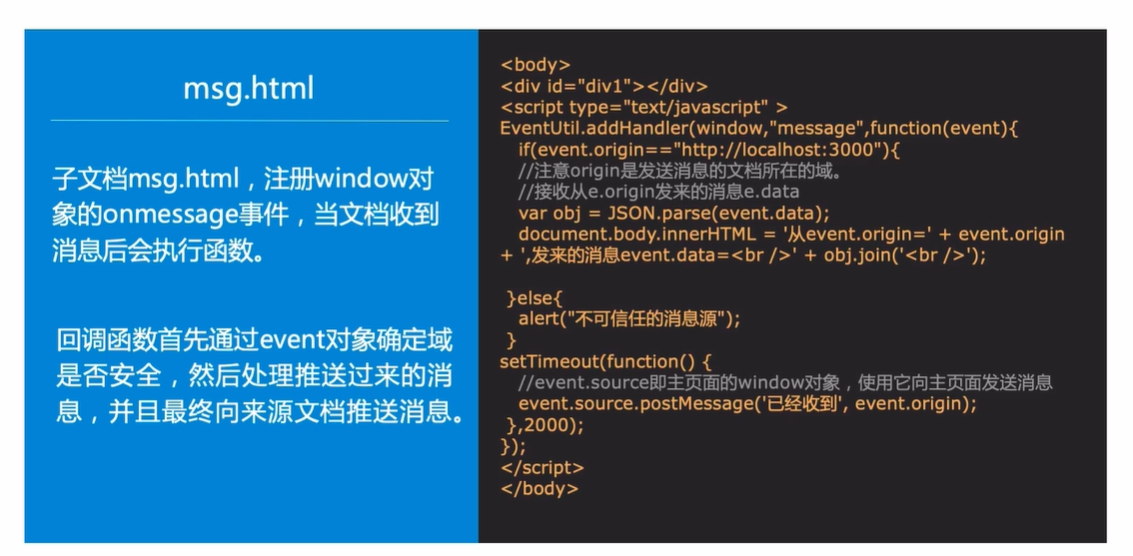 msg.html
子文档msg.html，注册window对
象的onmessage事件，当文档收到
消息后会执行函数。
回调函数首先通过event对象确定域
是否安全，然后处理推送过来的消
息，并且最终向来源文档推送消息。
<body>
<div id="div1"></div>
<script type="text/javascript" >
EventUtil.addHandler(window,"message",function(event){
if(event.origin=="http://localhost:3000"){
//注意origin是发送消息的文档所在的域。
//接收从e.origin发来的消息e.data
var obj = JSON.parse(event.data);
document.body.innerHTML = '从event.origin=' + event.origin
+ ',发来的消息event.data=<br />' + obj.join('<br />');
}else{
alert("不可信任的消息源");
}
setTimeout(function() {
//event.source即主页面的window对象，使用它向主页面发送消息
event.source.postMessage('已经收到', event.origin);
},2000);
});
</script>
</body>